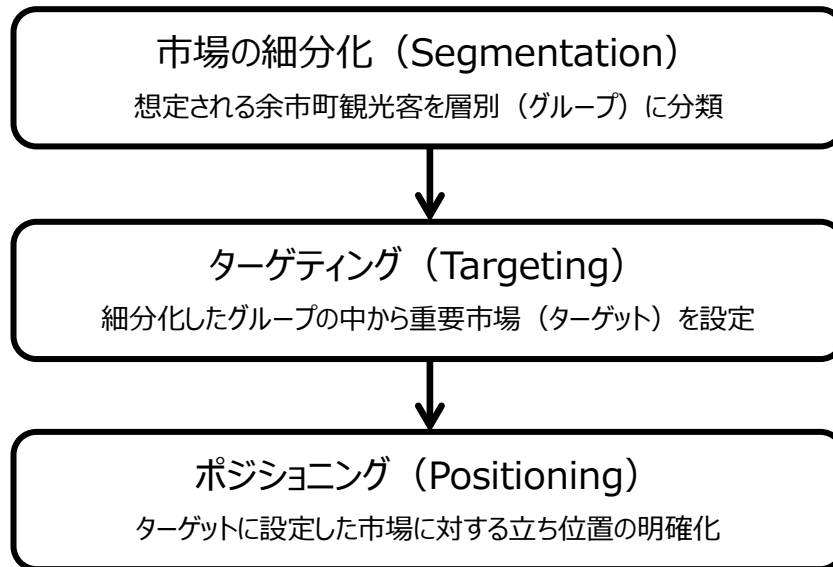 市場の細分化（Segmentation）
想定される余市町観光客を層別（グループ）に分類
ターゲティング（Targeting）
細分化したグループの中から重要市場（ターゲット）を設定
ポジショニング（Positioning）
ターゲットに設定した市場に対する立ち位置の明確化